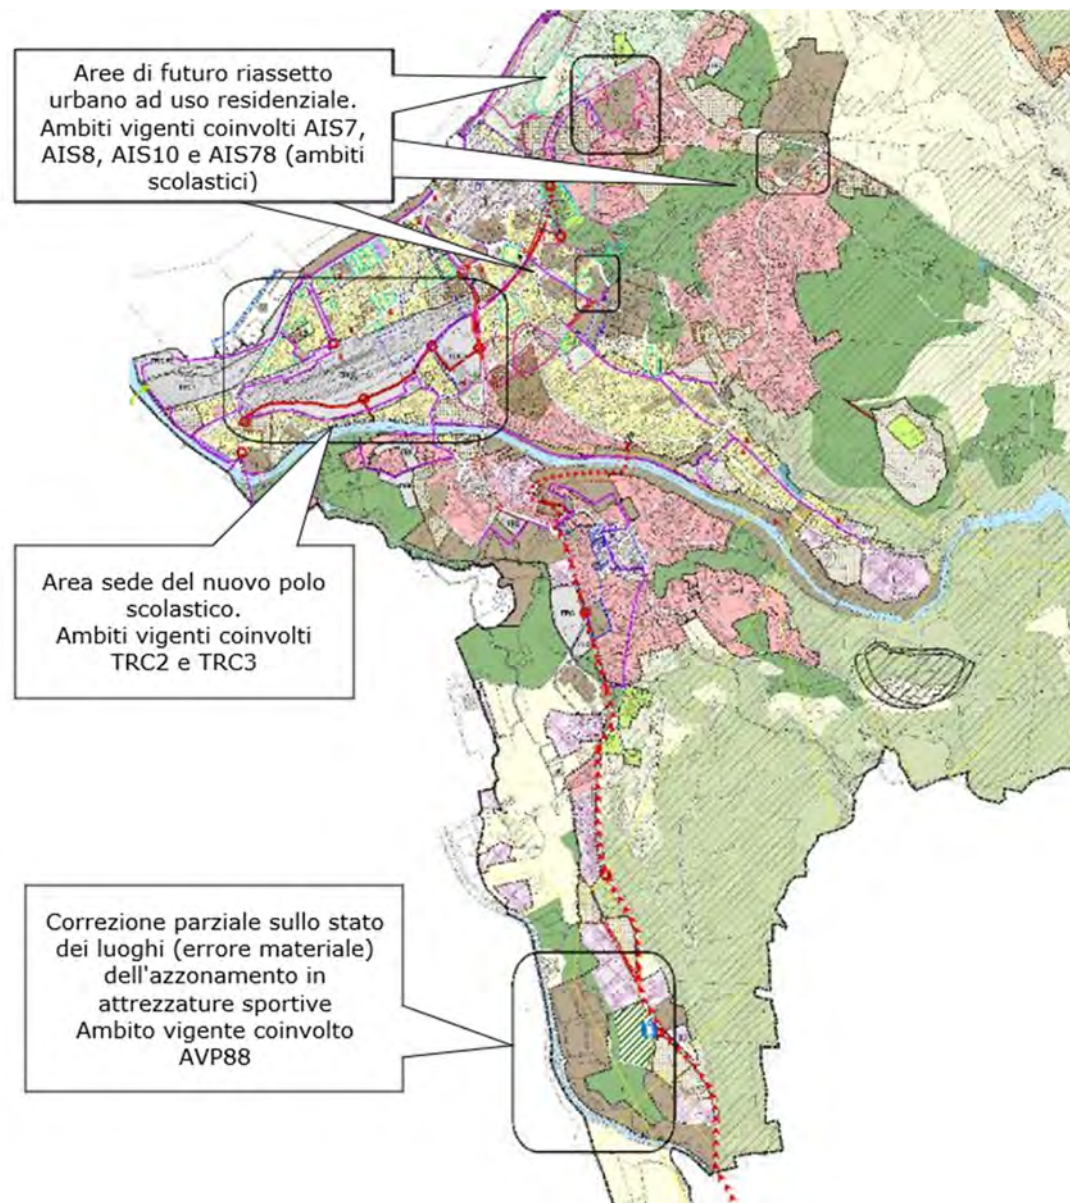 Aree di futuro riassetto
urbano ad uso residenziale.
Ambiti vigenti coinvolti AIS7,
AIS8, AIS10 e AIS78 (ambiti
scolastici)
Area sede del nuovo polo
scolastico.
Ambiti vigenti coinvolti
TRC2 e TRC3
Correzione parziale sullo stato
dei luoghi (errore materiale)
dell'azzonamento in
attrezzature sportive
Ambito vigente coinvolto
AVP88